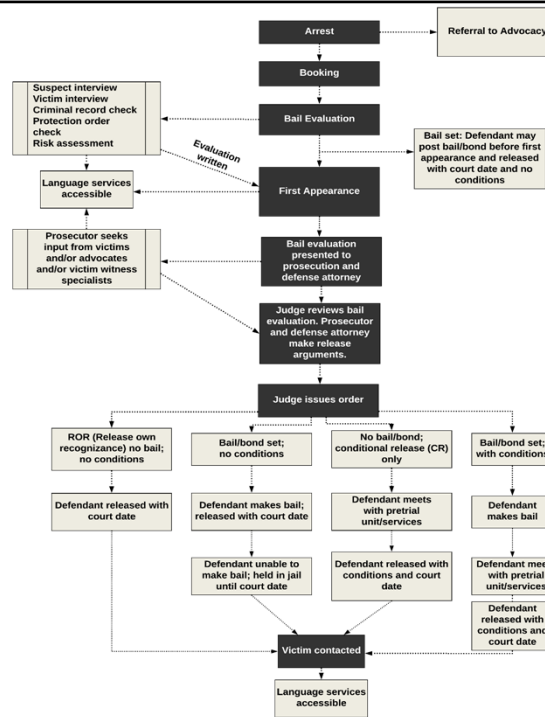 Arrest
Referral to Advocacy
Booking
Suspect interview
Victim interview
Criminal record check
Protection order
check
Risk assessment
Bail Evaluation
Bail set: Defendant may
post bail/bond before first
appearance and released
with court date and no
conditions
Evaluation
written
Language services
accessible
First Appearance
Prosecutor seeks
input from victims
and/or advocates
and/or victim witness
specialists
Bail evaluation
presented to
prosecution and
defense attorney
Judge reviews bail
evaluation. Prosecutor
and defense attorney
make release
arguments.
Judge issues order
ROR (Release own
recognizance) no bail;
no conditions
Bail/bond set;
no conditions
No bail/bond;
conditional release (CR)
only
Bail/bond set;
with conditions
Defendant released with
court date
Defendant makes bail;
released with court date
Defendant meets
with pretrial
unit/services
Defendant
makes bail
Defendant unable to
make bail; held in jail
until court date
Defendant released with
conditions and court
date
Defendant mee
with pretrial
unit/services
Defendant
released with
conditions and
court date
Victim contacted
Language services
accessible